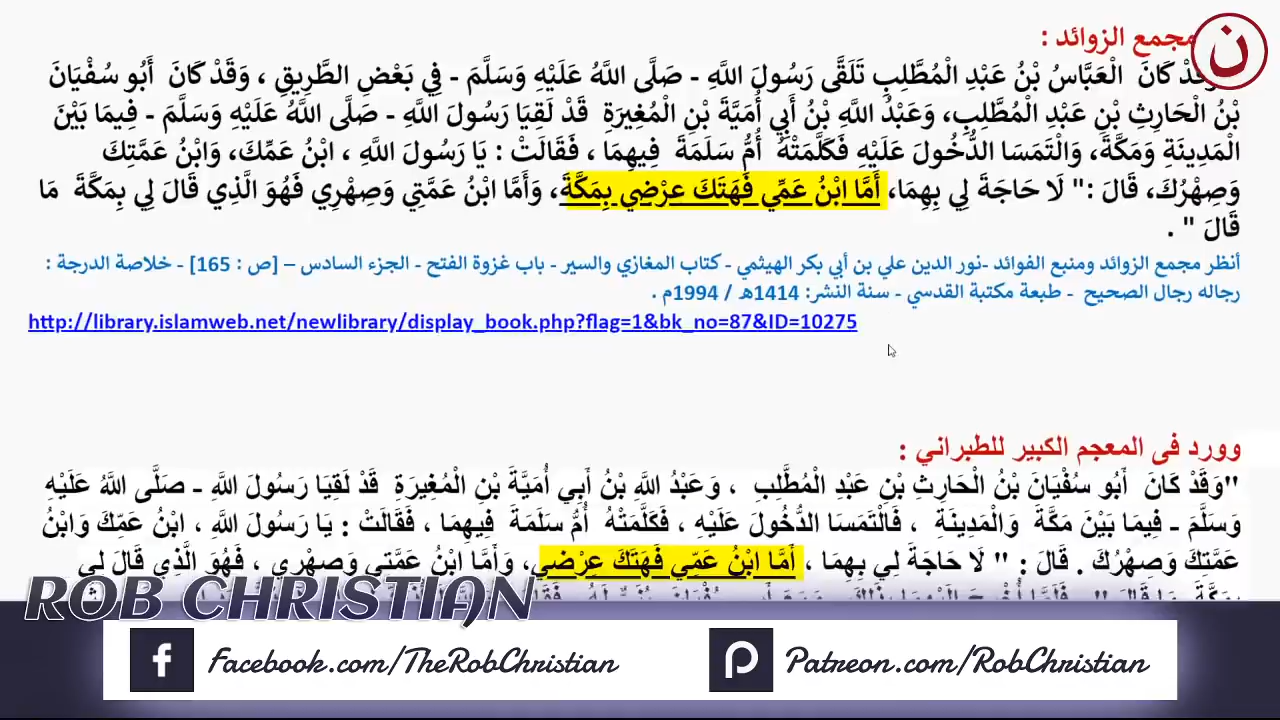 مجمع الزوائد :
كَانَ الْعَبَّاسُ بْنُ عَبْدِ الْمُطَّلِبِ تَلَقَّى رَسُولَ اللَّهِ - صَلَّى اللَّهُ عَلَيْهِ وَسَلَّمَ - فِي بَعْضِ الطَّرِيقِ ، وَقَدْ كَانَ أَبُو سُفْيَانَ
بْنُ الْحَارِثِ بْنِ عَبْدِ الْمُطَّلِبِ، وَعَبْدُ اللَّهِ بْنُ أَبِي أُمَيَّةَ بْنِ الْمُغِيرَةِ قَدْ لَقِيَا رَسُولَ اللَّهِ - صَلَّى اللَّهُ عَلَيْهِ وَسَلَّمَ - فِيمَا بَيْنَ
الْمَدِينَةِ وَمَكَّةَ، وَالْتَمَسَا الدُّخُولَ عَلَيْهِ فَكَلَّمَتْهُ أُمُّ سَلَمَةَ فِيهِمَا ، فَقَالَتْ : يَا رَسُولَ اللَّهِ ، ابْنُ عَمِّكَ، وَابْنُ عَمَّتِكَ
وَصِهْرُكَ، قَالَ :" لَا حَاجَةَ لِي بِهِمَا، أَمَّا ابْنُ عَمِّي فَهَتَكَ عِرْضِي بِمَكَّةَ، وَأَمَّا ابْنُ عَمَّتِي وَصِهْرِي فَهُوَ الَّذِي قَالَ لِي بِمَكَّةَ مَا
قَالَ " .
أنظر مجمع الزوائد ومنبع الفوائد -نور الدين علي بن أبي بكر الهيثمي - كتاب المغازي والسير - باب غزوة الفتح - الجزء السادس – [ص : 165] - خلاصة الدرجة :
رجاله رجال الصحيح - طبعة مكتبة القدسي - سنة النشر: 1414هـ / 1994م .
http://library.islamweb.net/newlibrary/display_book.php?flag=1&bk_no=87&ID=10275
وورد فى المعجم الكبير للطبراني :
"وَقَدْ كَانَ أَبُو سُفْيَانَ بْنُ الْحَارِثِ بْنِ عَبْدِ الْمُطَّلِبِ ، وَعَبْدُ اللَّهِ بْنُ أَبِي أُمَيَّةَ بْنِ الْمُغِيرَةِ قَدْ لَقِيَا رَسُولَ اللَّهِ - صَلَّى اللَّهُ عَلَيْهِ
وَسَلَّمَ - فِيمَا بَيْنَ مَكَّةَ وَالْمَدِينَةِ ، فَالْتَمَسَا الدُّخُولَ عَلَيْهِ ، فَكَلَّمَتْهُ أُمُّ سَلَمَةَ فِيهِمَا ، فَقَالَتْ : يَا رَسُولَ اللَّهِ ، ابْنُ عَمِّكَ وَابْنُ
عَمَّتِكَ وَصِهْرُكَ . قَالَ : " لَا حَاجَةَ لِي بِهِمَا ، أَمَّا ابْنُ عَمِّي فَهَتَكَ عِرْضِي، وَأَمَّا ابْنُ عَمَّتِي وَصِهْرِي ، فَهُوَ الَّذِي قَالَ لِي
ROB CHRISTIAN
Facebook.com/TheRobChristian
Patreon.com/RobChristian
ن